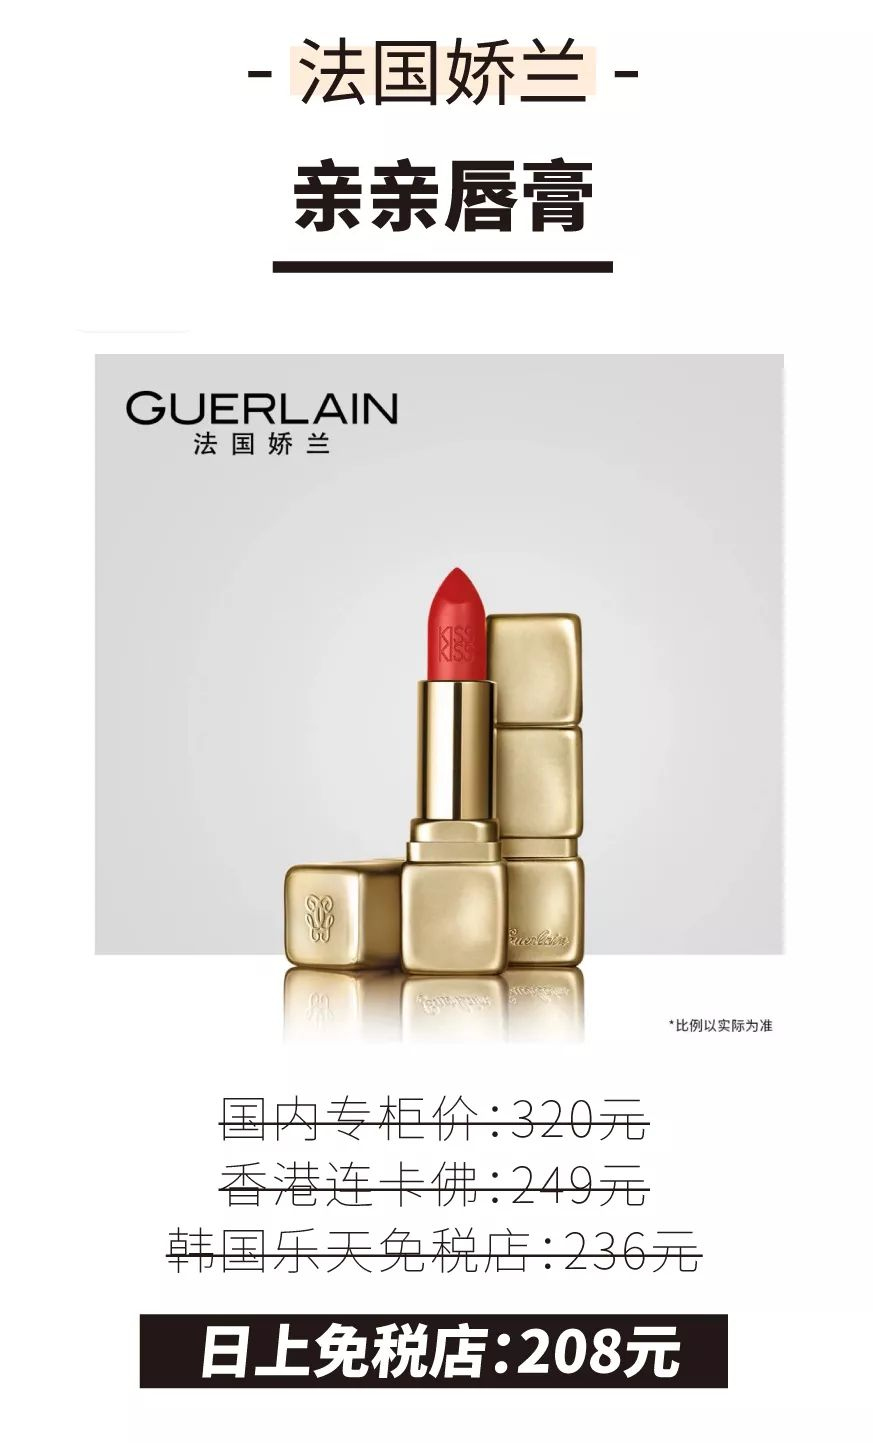 - 法国娇兰 -
亲亲唇膏
GUERLAIN
法国娇兰
KISS
KISS
Guerlain
*比例以实际为准
国内专柜价:320元
香港连卡佛:249元
韩国乐天免税店:236元
日上免税店:208元